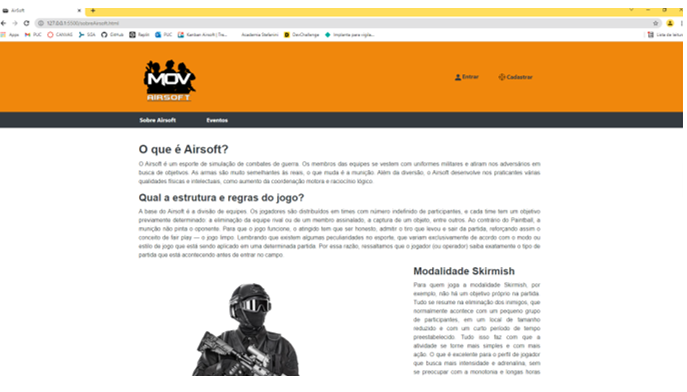 AirSoft
127.0.0.1:5500/sobreAirsoft.html
Apps PUC CANVAS SGA GitHub Replit PUC Kanban Airsoft | Tra... Academia Stefanini DevChallenge Implante para vigila... Lista de leitura
MOV
AIRSOFT
Entrar Cadastrar
Sobre Airsoft Eventos
O que é Airsoft?
O Airsoft é um esporte de simulação de combates de guerra. Os membros das equipes se vestem com uniformes militares e atiram nos adversários em
busca de objetivos. As armas são muito semelhantes às reais, o que muda é a munição. Além da diversão, o Airsoft desenvolve nos praticantes várias
qualidades físicas e intelectuais, como aumento da coordenação motora e raciocínio lógico.
Qual a estrutura e regras do jogo?
A base do Airsoft é a divisão de equipes. Os jogadores são distribuídos em times com número indefinido de participantes, e cada time tem um objetivo
previamente determinado: a eliminação da equipe rival ou de um membro assinalado; a captura de um objeto, entre outros. Ao contrário do Paintball, a
munição não pinta o oponente. Para que o jogo funcione, o atingido tem que ser honesto, admitir o tiro que levou e sair da partida, reforçando assim o
conceito de fair play — o jogo limpo. Lembrando que existem algumas peculiaridades no esporte, que variam exclusivamente de acordo com o modo ou
estilo de jogo que está sendo aplicado em uma determinada partida. Por essa razão, ressaltamos que o jogador (ou operador) saiba exatamente o tipo de
partida que está acontecendo antes de entrar no campo.
Modalidade Skirmish
Para quem joga a modalidade Skirmish, por
exemplo, não há um objetivo próprio na partida.
Tudo se resume na eliminação dos inimigos, que
normalmente acontece com um pequeno grupo
de participantes, em um local de tamanho
reduzido e com um curto período de tempo
preestabelecido. Tudo isso faz com que a
atividade se torne mais simples e com mais
ação. O que é excelente para o perfil de jogador
que busca mais intensidade e adrenalina, sem
se preocupar com a monotonia e longas horas